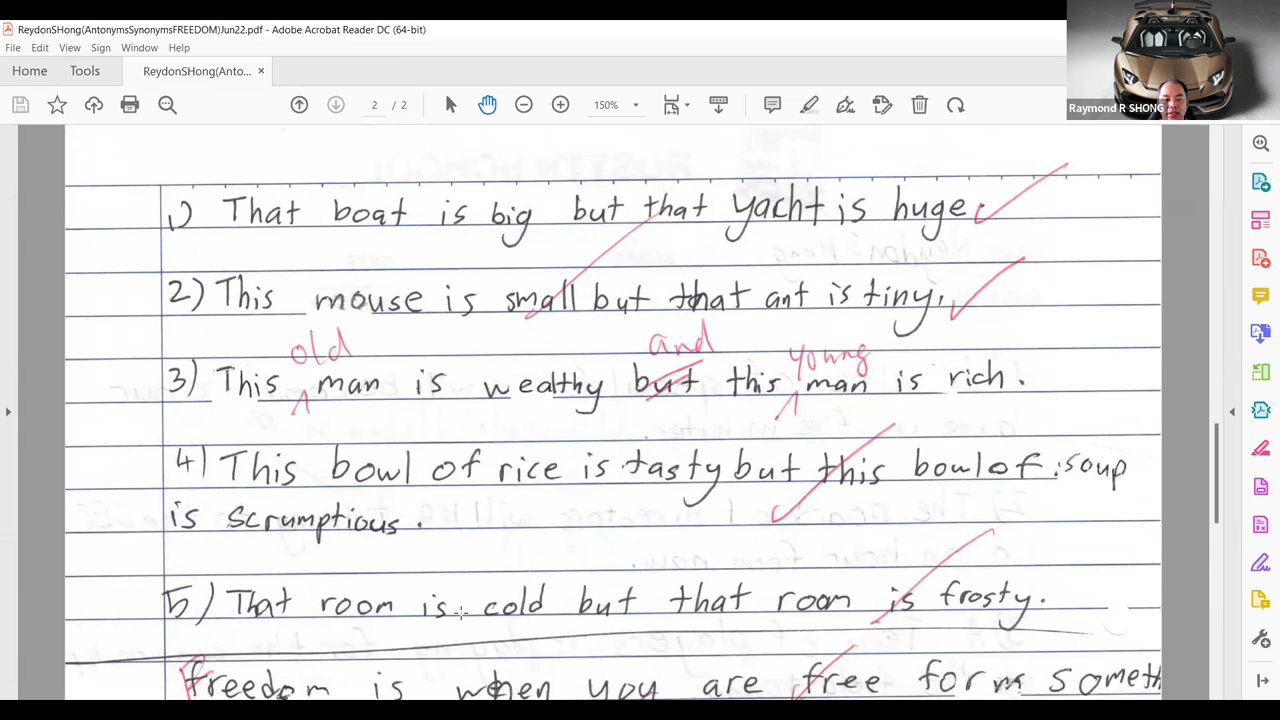 ReydonSHong(AntonymsSynonymsFREEDOM)Jun22.pdf - Adobe Acrobat Reader DC (64-bit)
File Edit View Sign Window Help
Home Tools ReydonSHong(Anto... ×
2 / 2 150%
Raymond R SHONG
1) That boat is big but that yacht is huge.
2) This mouse is small but that ant is tiny.
old and young
3) This man is wealthy but this man is rich.
4) This bowl of rice is tasty but this bowl of soup
is scrumptious.
5) That room is cold but that room is frosty.
freedom is when you are free form someth